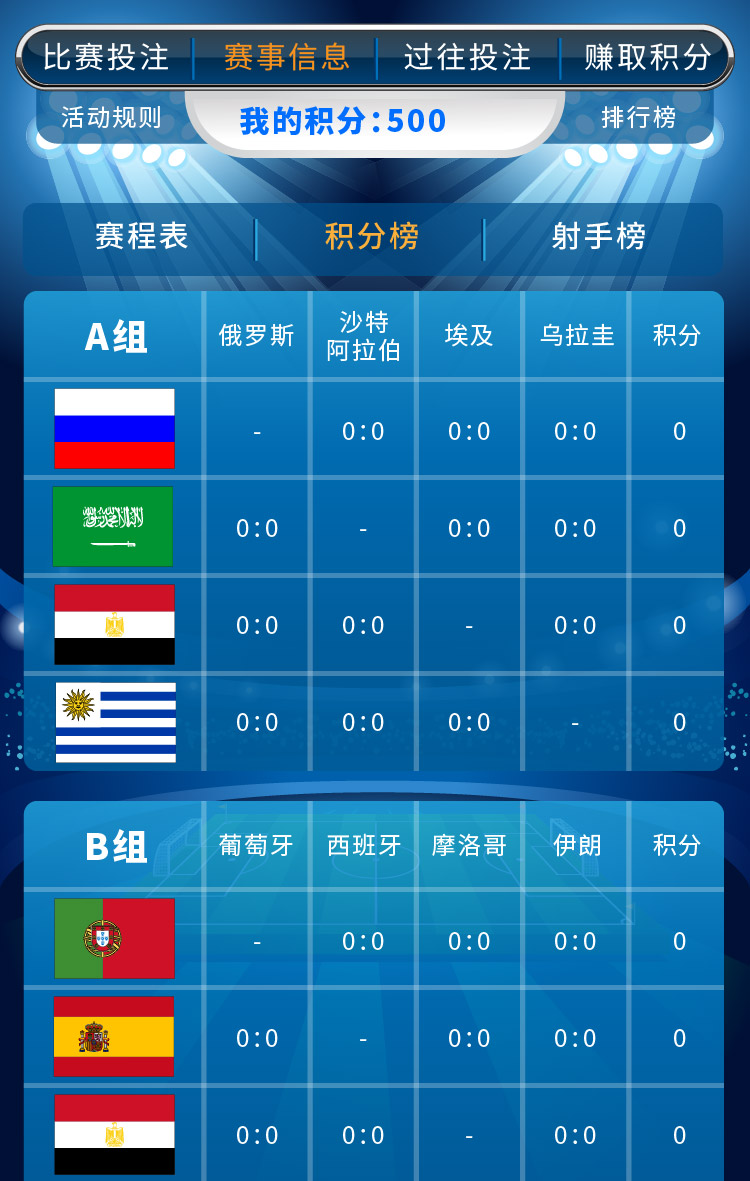 比赛投注 赛事信息 过往投注 赚取积分
活动规则 我的积分:500 排行榜
赛程表 积分榜 射手榜
A组 俄罗斯 沙特 埃及 乌拉圭 积分
阿拉伯
- 0:0 0:0 0:0 0
0:0 - 0:0 0:0 0
0:0 0:0 - 0:0 0
0:0 0:0 0:0 - 0
B组 葡萄牙 西班牙 摩洛哥 伊朗 积分
- 0:0 0:0 0:0 0
0:0 - 0:0 0:0 0
0:0 0:0 - 0:0 0